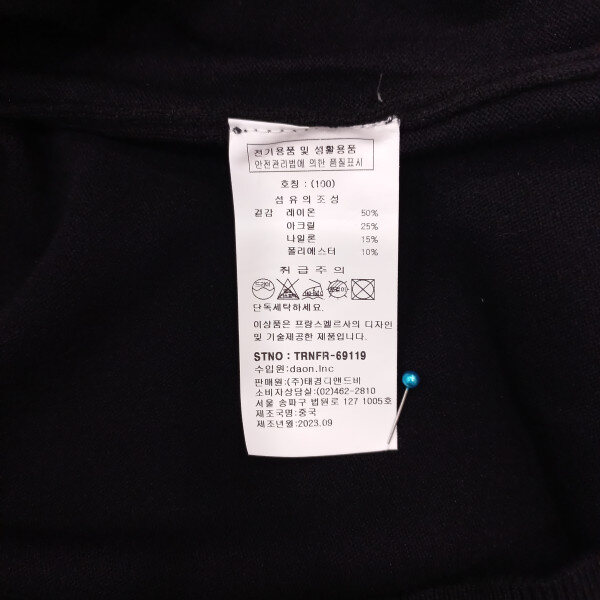 전기용품 및 생활용품
안전관리법에 의한 품질표시
호칭 : (100)
섬유의 조성
겉감 레이온 50%
아크릴 25%
나일론 15%
폴리에스터 10%
취급주의
단독세탁하세요.
이상품은 프랑스엘르사의 디자인
및 기술제공한 제품입니다.
STNO : TRNFR-69119
수입원:daon.Inc
판매원:(주)태경디앤드비
소비자상담실:(02)462-2810
서울 송파구 법원로 127 1005호
제조국명:중국
제조년월:2023.09